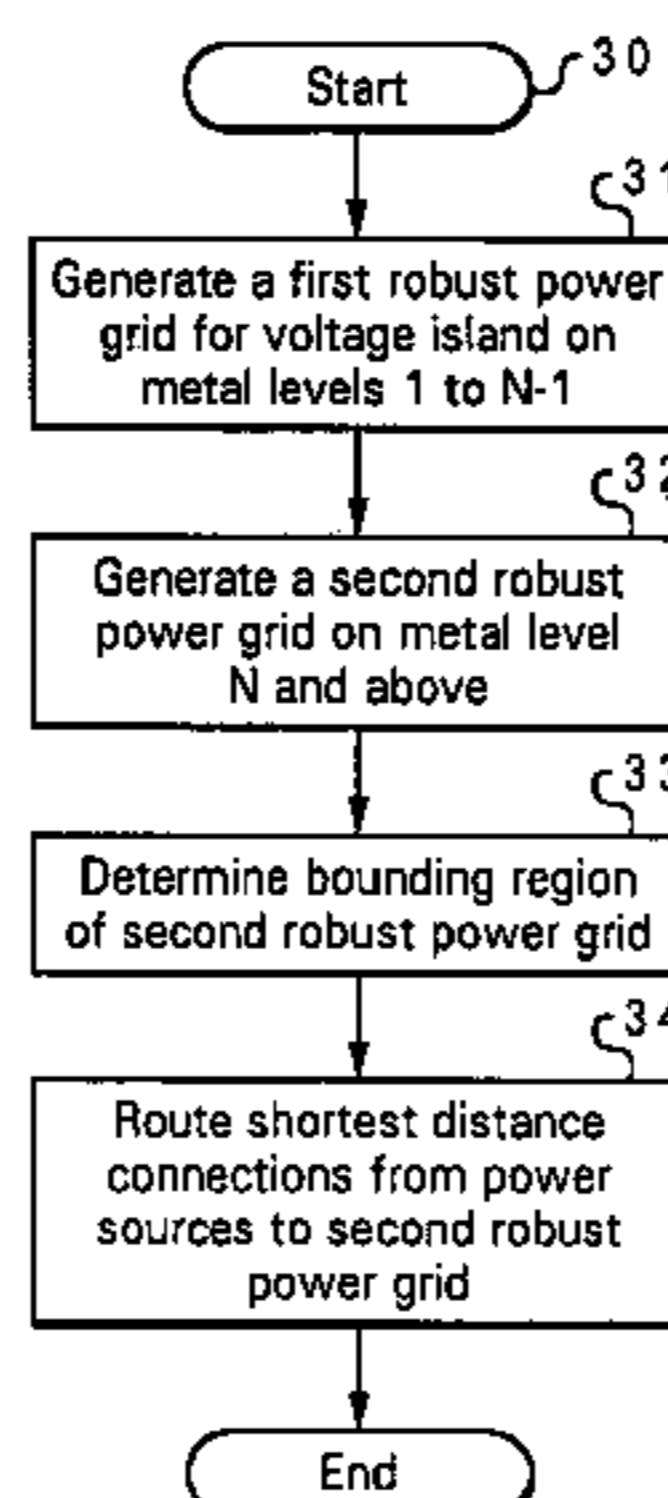 Start
30
31
Generate a first robust power
grid for voltage island on
metal levels 1 to N-1
32
Generate a second robust
power grid on metal level
N and above
33
Determine bounding region
of second robust power grid
34
Route shortest distance
connections from power
sources to second robust
power grid
End